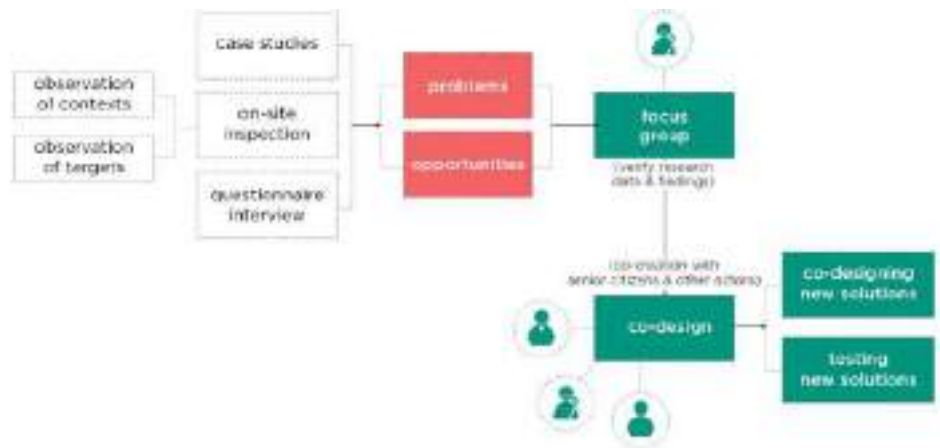 case studies
observation
of contexts
on-site
inspection
observation
of targets
questionnaire
interview
problems
opportunities
focus
group
(verify research
data & findings)
(co-creation with
senior citizens & other actors)
co-design
co-designing
new solutions
testing
new solutions